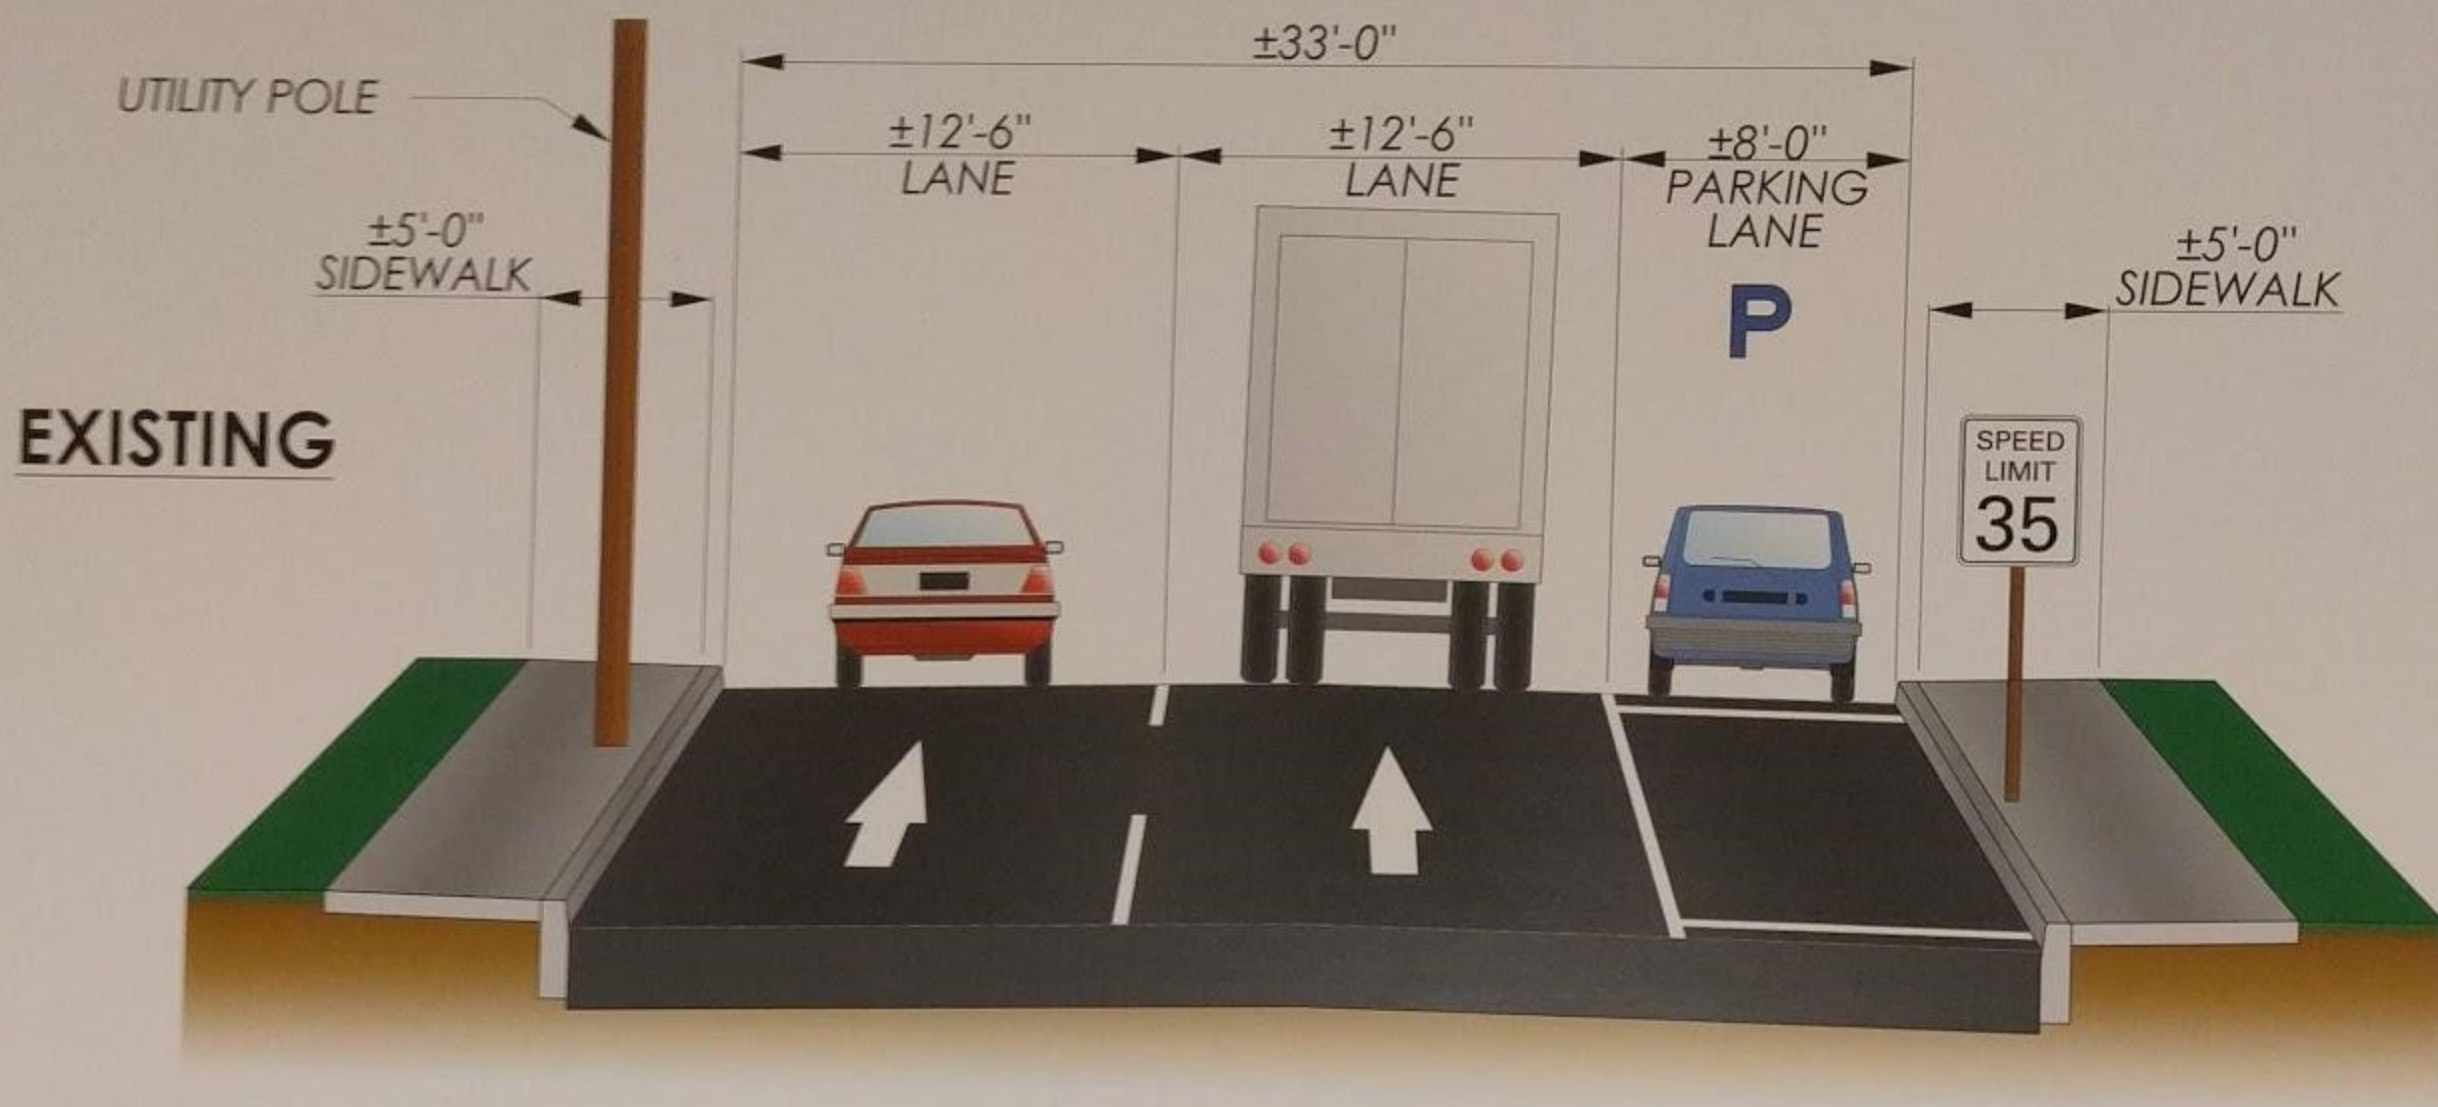 ±33'-0"
UTILITY POLE
±12'-6"
LANE
±12'-6"
LANE
±8'-0"
PARKING
LANE
P
±5'-0"
SIDEWALK
±5'-0"
SIDEWALK
EXISTING
SPEED
LIMIT
35